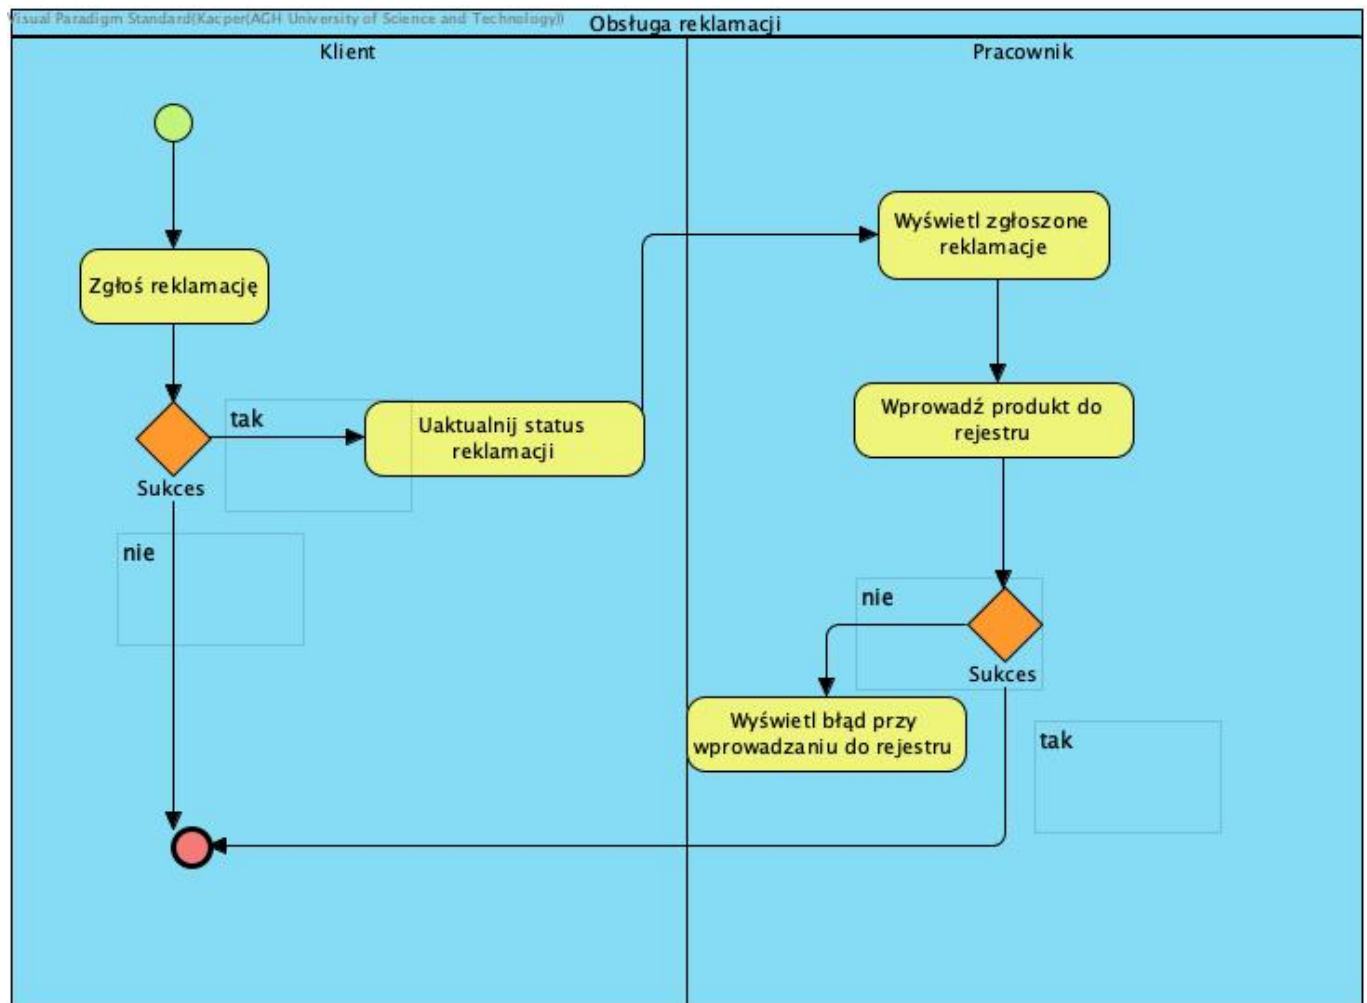 Visual Paradigm Standard(Kacper(AGH University of Science and Technology))
Obsługa reklamacji
Klient
Pracownik
Wyświetl zgłoszone
reklamacje
Zgłoś reklamację
tak
Uaktualnij status
reklamacji
Wprowadź produkt do
rejestru
Sukces
nie
nie
Sukces
Wyświetl błąd przy
wprowadzaniu do rejestru
tak